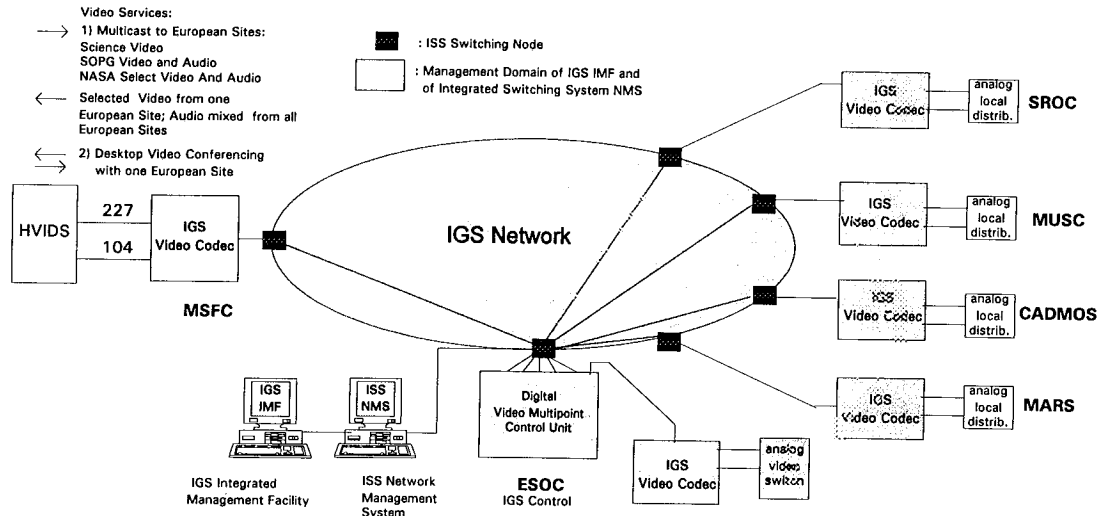 Video Services:
1) Multicast to European Sites:
Science Video
SOPG Video and Audio
NASA Select Video And Audio
Selected Video from one
European Site; Audio mixed from all
European Sites
2) Desktop Video Conferencing
with one European Site
: ISS Switching Node
: Management Domain of IGS IMF and
of Integrated Switching System NMS
HVIDS
227
104
IGS
Video Codec
MSFC
IGS Network
IGS
Video Codec
analog
local
distrib.
SROC
IGS
Video Codec
analog
local
distrib.
MUSC
IGS
Video Codec
analog
local
distrib.
CADMOS
IGS
Video Codec
analog
local
distrib.
MARS
IGS
IMF
ISS
NMS
IGS Integrated
Management Facility
ISS Network
Management
System
Digital
Video Multipoint
Control Unit
ESOC
IGS Control
IGS
Video Codec
analog
video
switch